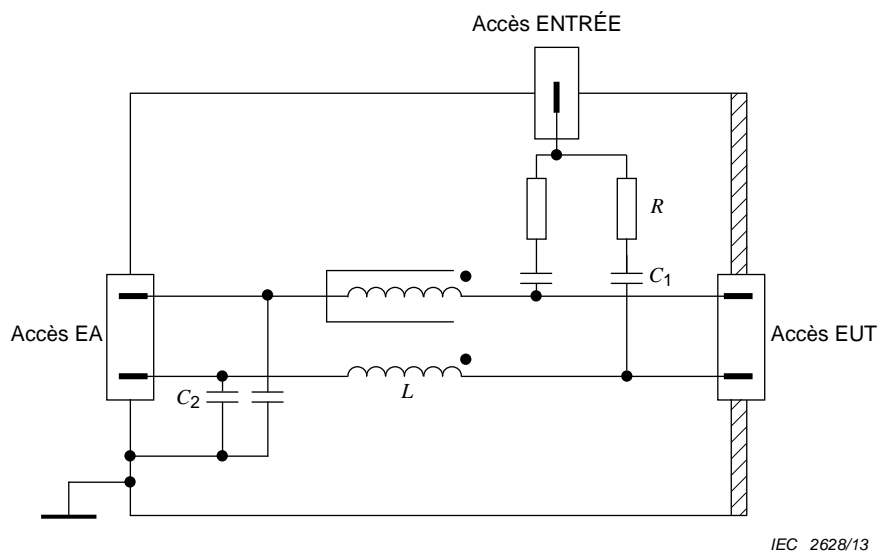 Accès ENTRÉE
R
C1
Accès EA
Accès EUT
C2
L
IEC 2628/13